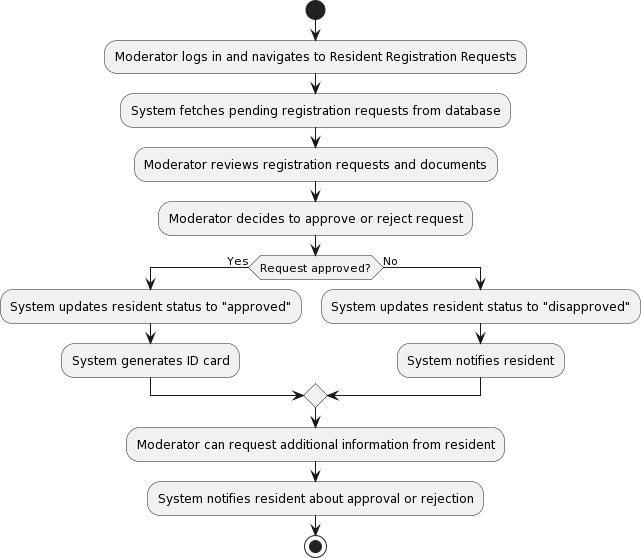 Moderator logs in and navigates to Resident Registration Requests
System fetches pending registration requests from database
Moderator reviews registration requests and documents
Moderator decides to approve or reject request
Yes
Request approved?
No
System updates resident status to "approved"
System updates resident status to "disapproved"
System generates ID card
System notifies resident
Moderator can request additional information from resident
System notifies resident about approval or rejection